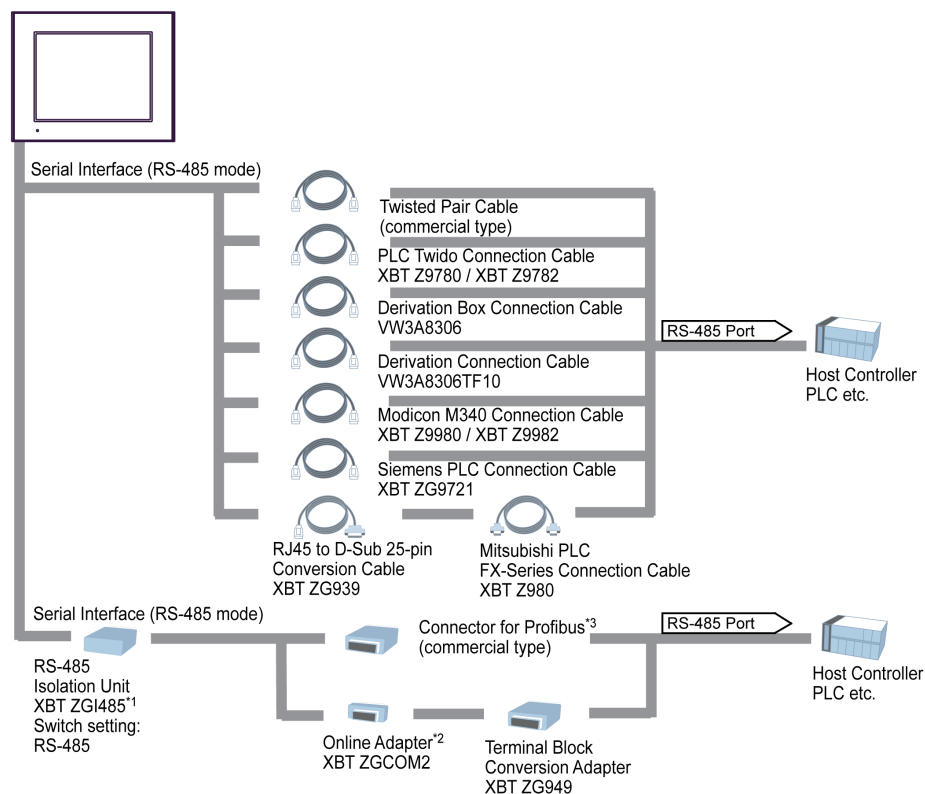 Serial Interface (RS-485 mode)
Twisted Pair Cable
(commercial type)
PLC Twido Connection Cable
XBT Z9780 / XBT Z9782
Derivation Box Connection Cable
VW3A8306
RS-485 Port
Derivation Connection Cable
VW3A8306TF10
Host Controller
PLC etc.
Modicon M340 Connection Cable
XBT Z9980 / XBT Z9982
Siemens PLC Connection Cable
XBT ZG9721
RJ45 to D-Sub 25-pin
Conversion Cable
XBT ZG939
Mitsubishi PLC
FX-Series Connection Cable
XBT Z980
Serial Interface (RS-485 mode)
Connector for Profibus*3
(commercial type)
RS-485 Port
RS-485
Isolation Unit
XBT ZGI485*1
Switch setting:
RS-485
Host Controller
PLC etc.
Online Adapter*2
XBT ZGCOM2
Terminal Block
Conversion Adapter
XBT ZG949